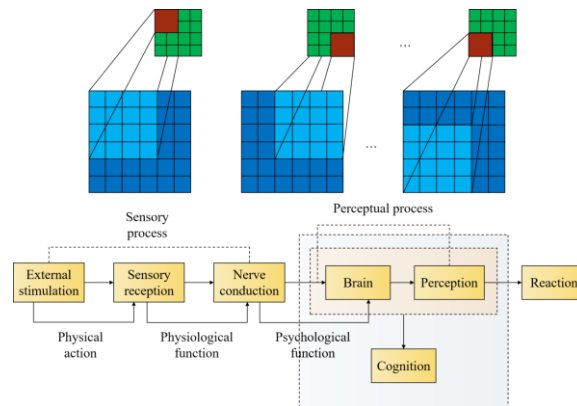 ...
...
Sensory
process
Perceptual process
External
stimulation
Sensory
reception
Nerve
conduction
Brain
Perception
Reaction
Physical
action
Physiological
function
Psychological
function
Cognition